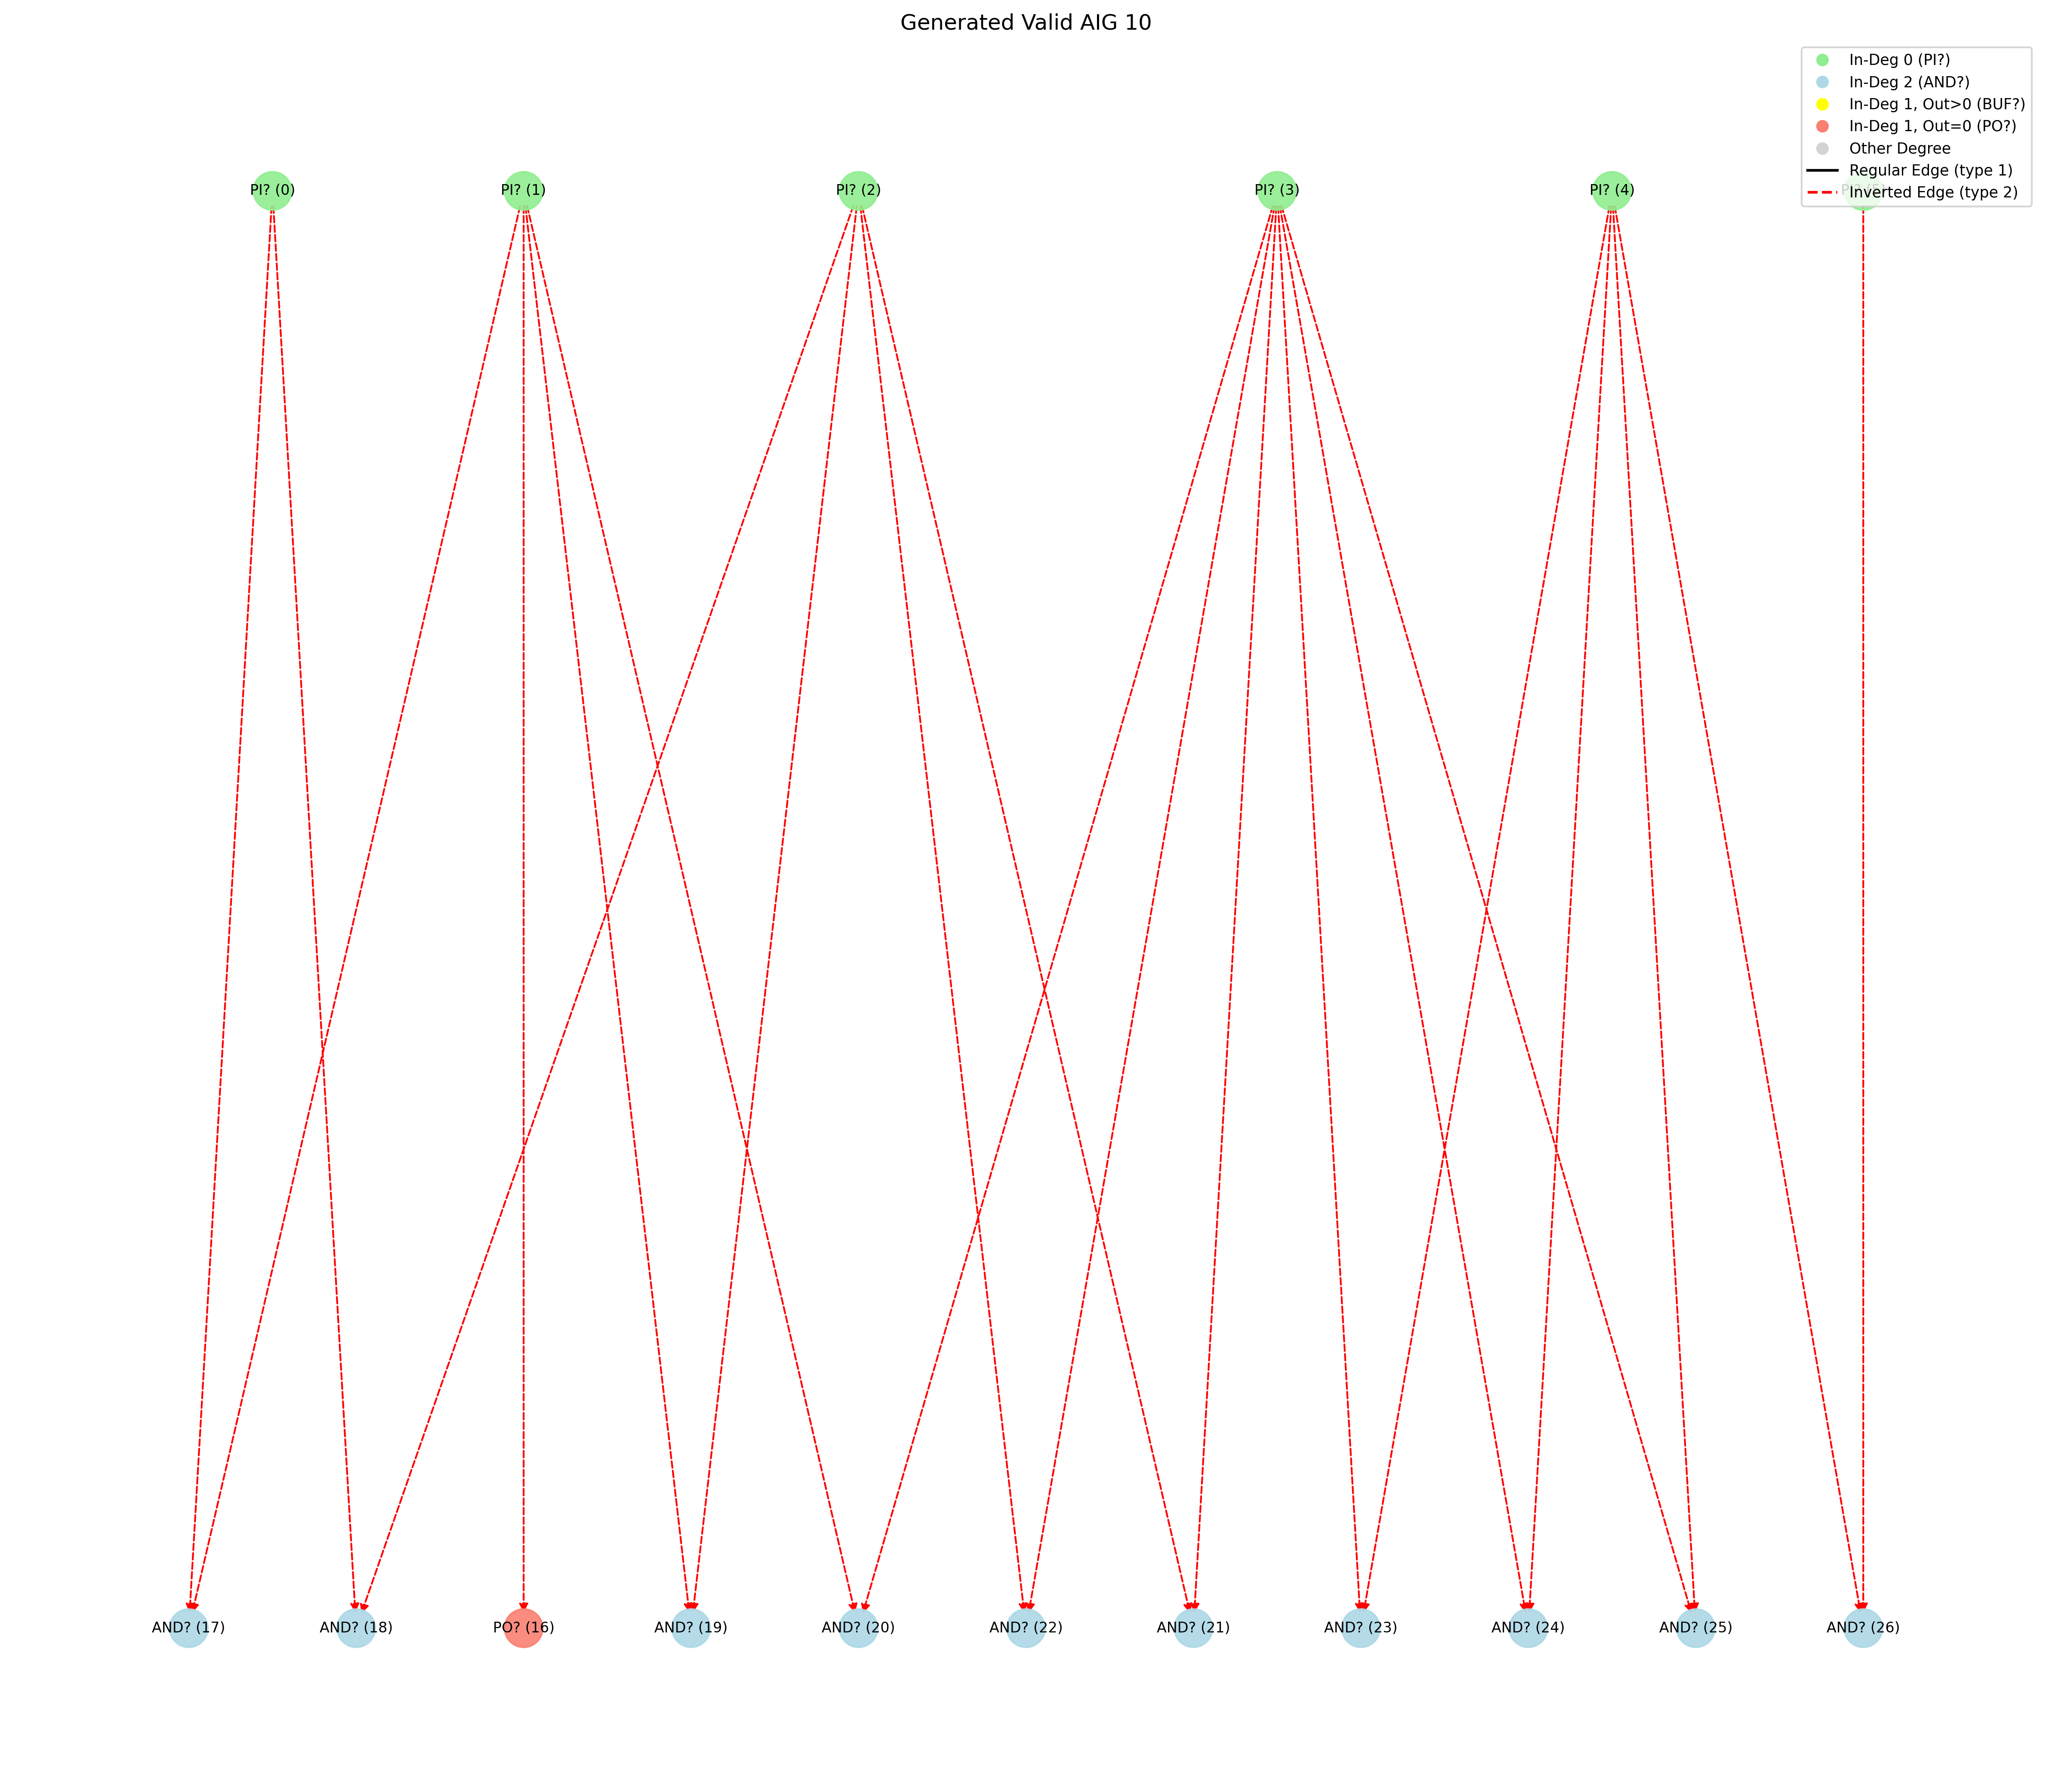 Generated Valid AIG 10
In-Deg 0 (PI?)
In-Deg 2 (AND?)
In-Deg 1, Out>0 (BUF?)
In-Deg 1, Out=0 (PO?)
Other Degree
Regular Edge (type 1)
Inverted Edge (type 2)
PI? (0)
PI? (1)
PI? (2)
PI? (3)
PI? (4)
PI? (5)
AND? (17)
AND? (18)
PO? (16)
AND? (19)
AND? (20)
AND? (22)
AND? (21)
AND? (23)
AND? (24)
AND? (25)
AND? (26)